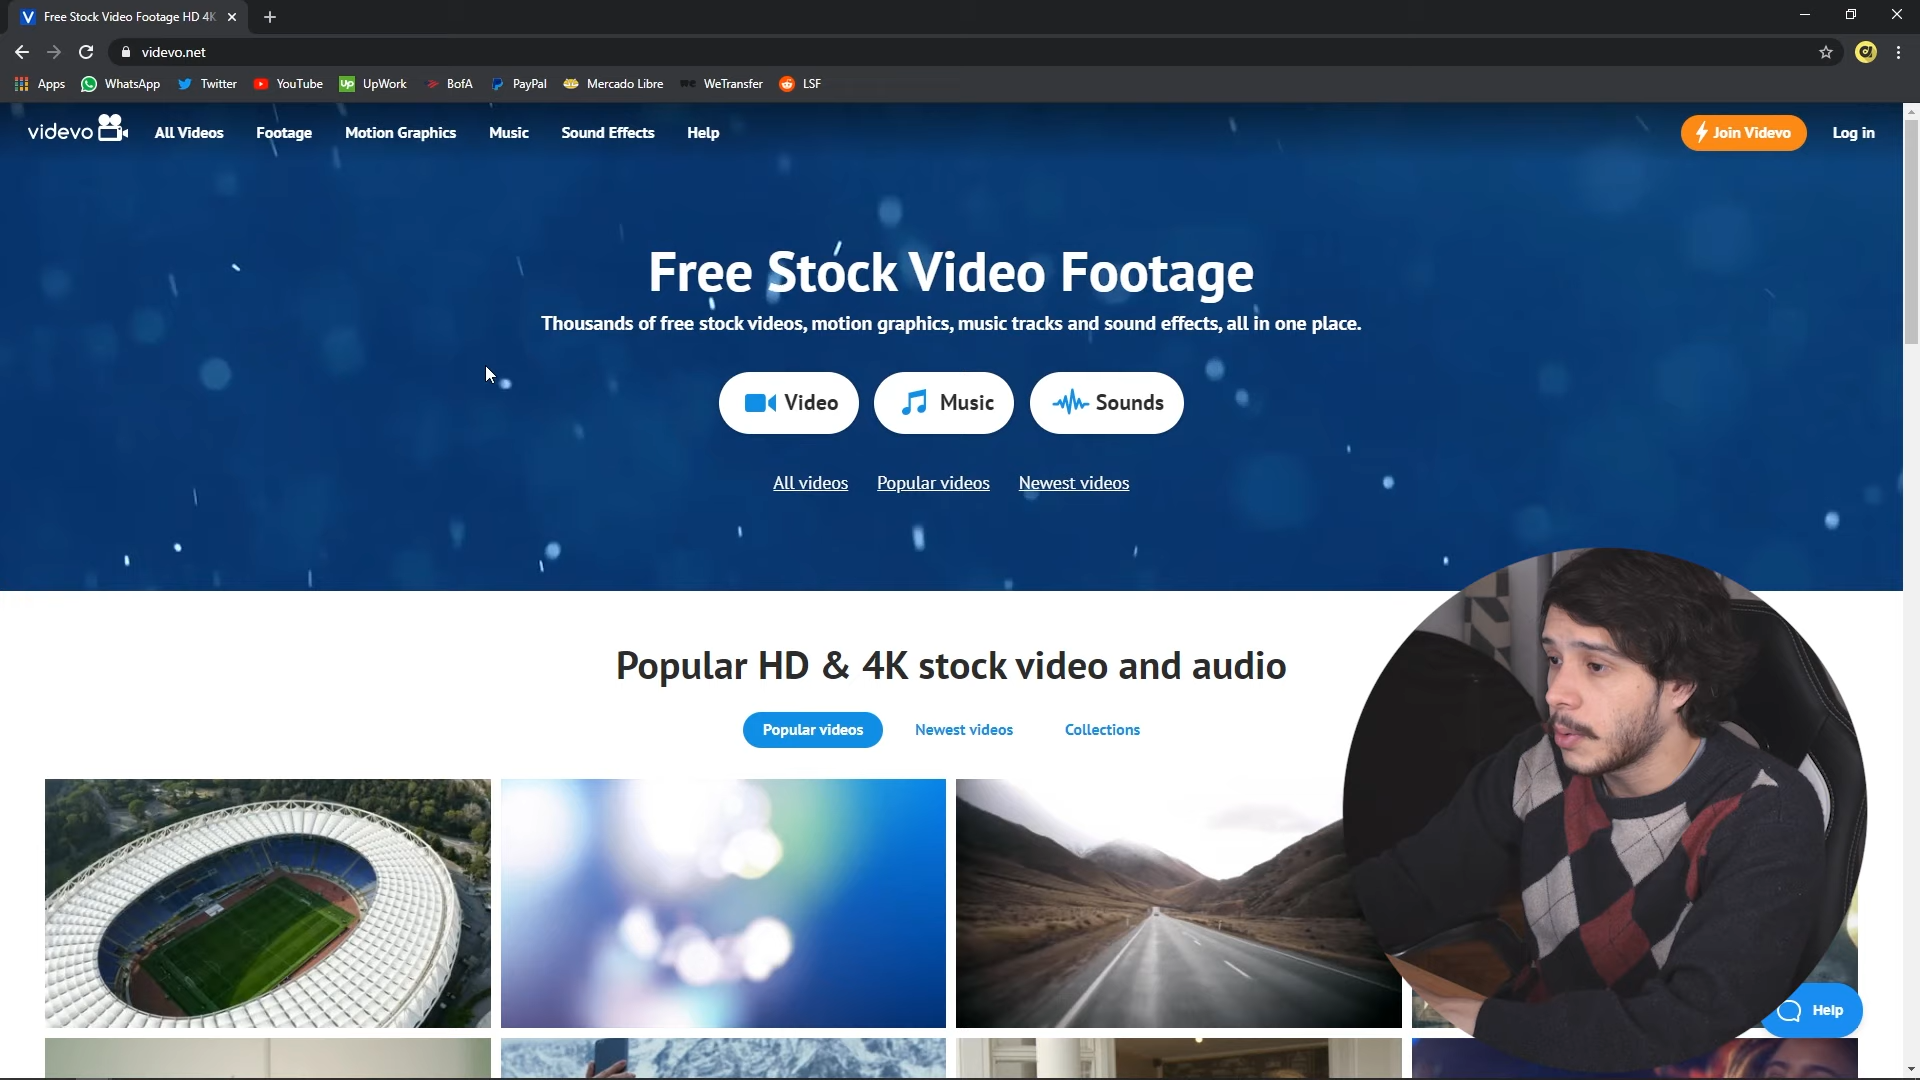 Free Stock Video Footage HD 4K
videvo.net
Apps WhatsApp Twitter YouTube Up UpWork BofA PayPal Mercado Libre we WeTransfer LSF
videvo All Videos Footage Motion Graphics Music Sound Effects Help Join Videvo Log in
Free Stock Video Footage
Thousands of free stock videos, motion graphics, music tracks and sound effects, all in one place.
Video Music Sounds
All videos Popular videos Newest videos
Popular HD & 4K stock video and audio
Popular videos Newest videos Collections
Help